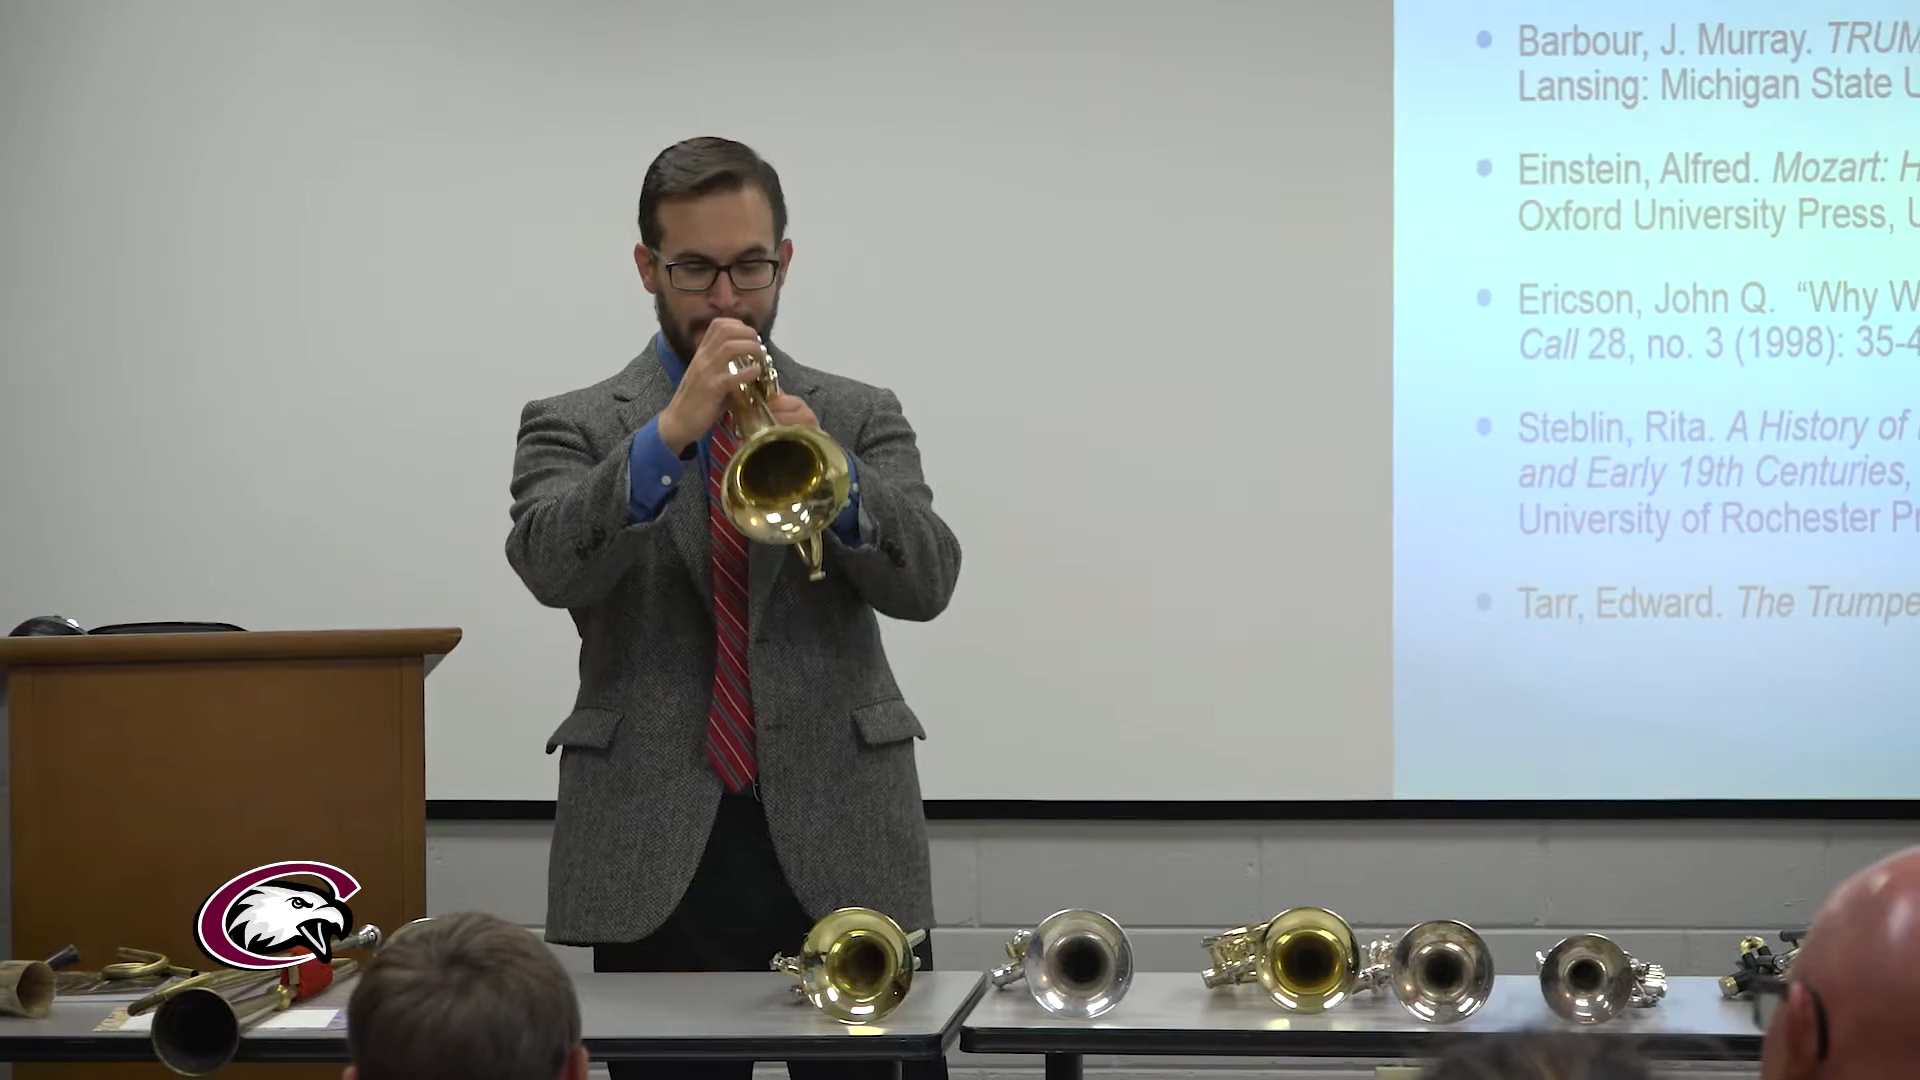 Barbour, J. Murray. TRUM
Lansing: Michigan State U
Einstein, Alfred. Mozart: H
Oxford University Press, U
Ericson, John Q. “Why W
Call 28, no. 3 (1998): 35-4
Steblin, Rita. A History of
and Early 19th Centuries,
University of Rochester Pr
Tarr, Edward. The Trumpe